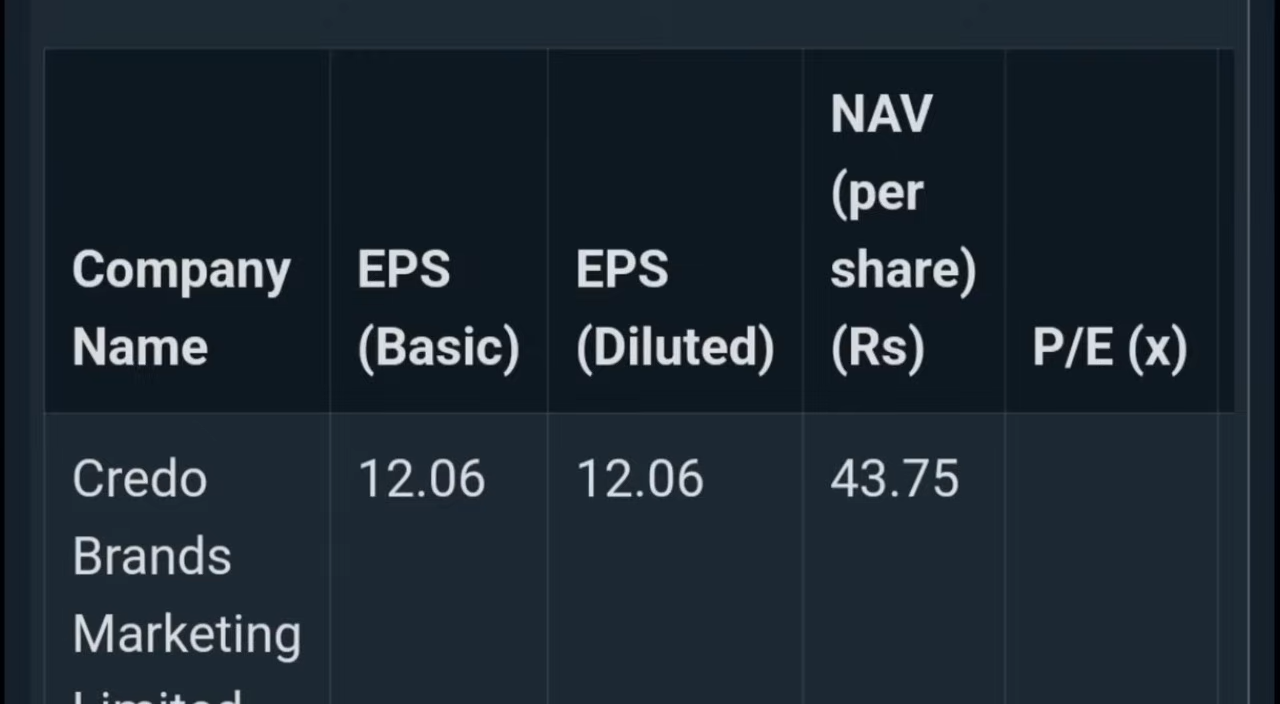 Company Name
EPS (Basic)
EPS (Diluted)
NAV (per share) (Rs)
P/E (x)
Credo Brands Marketing Limited
12.06
12.06
43.75